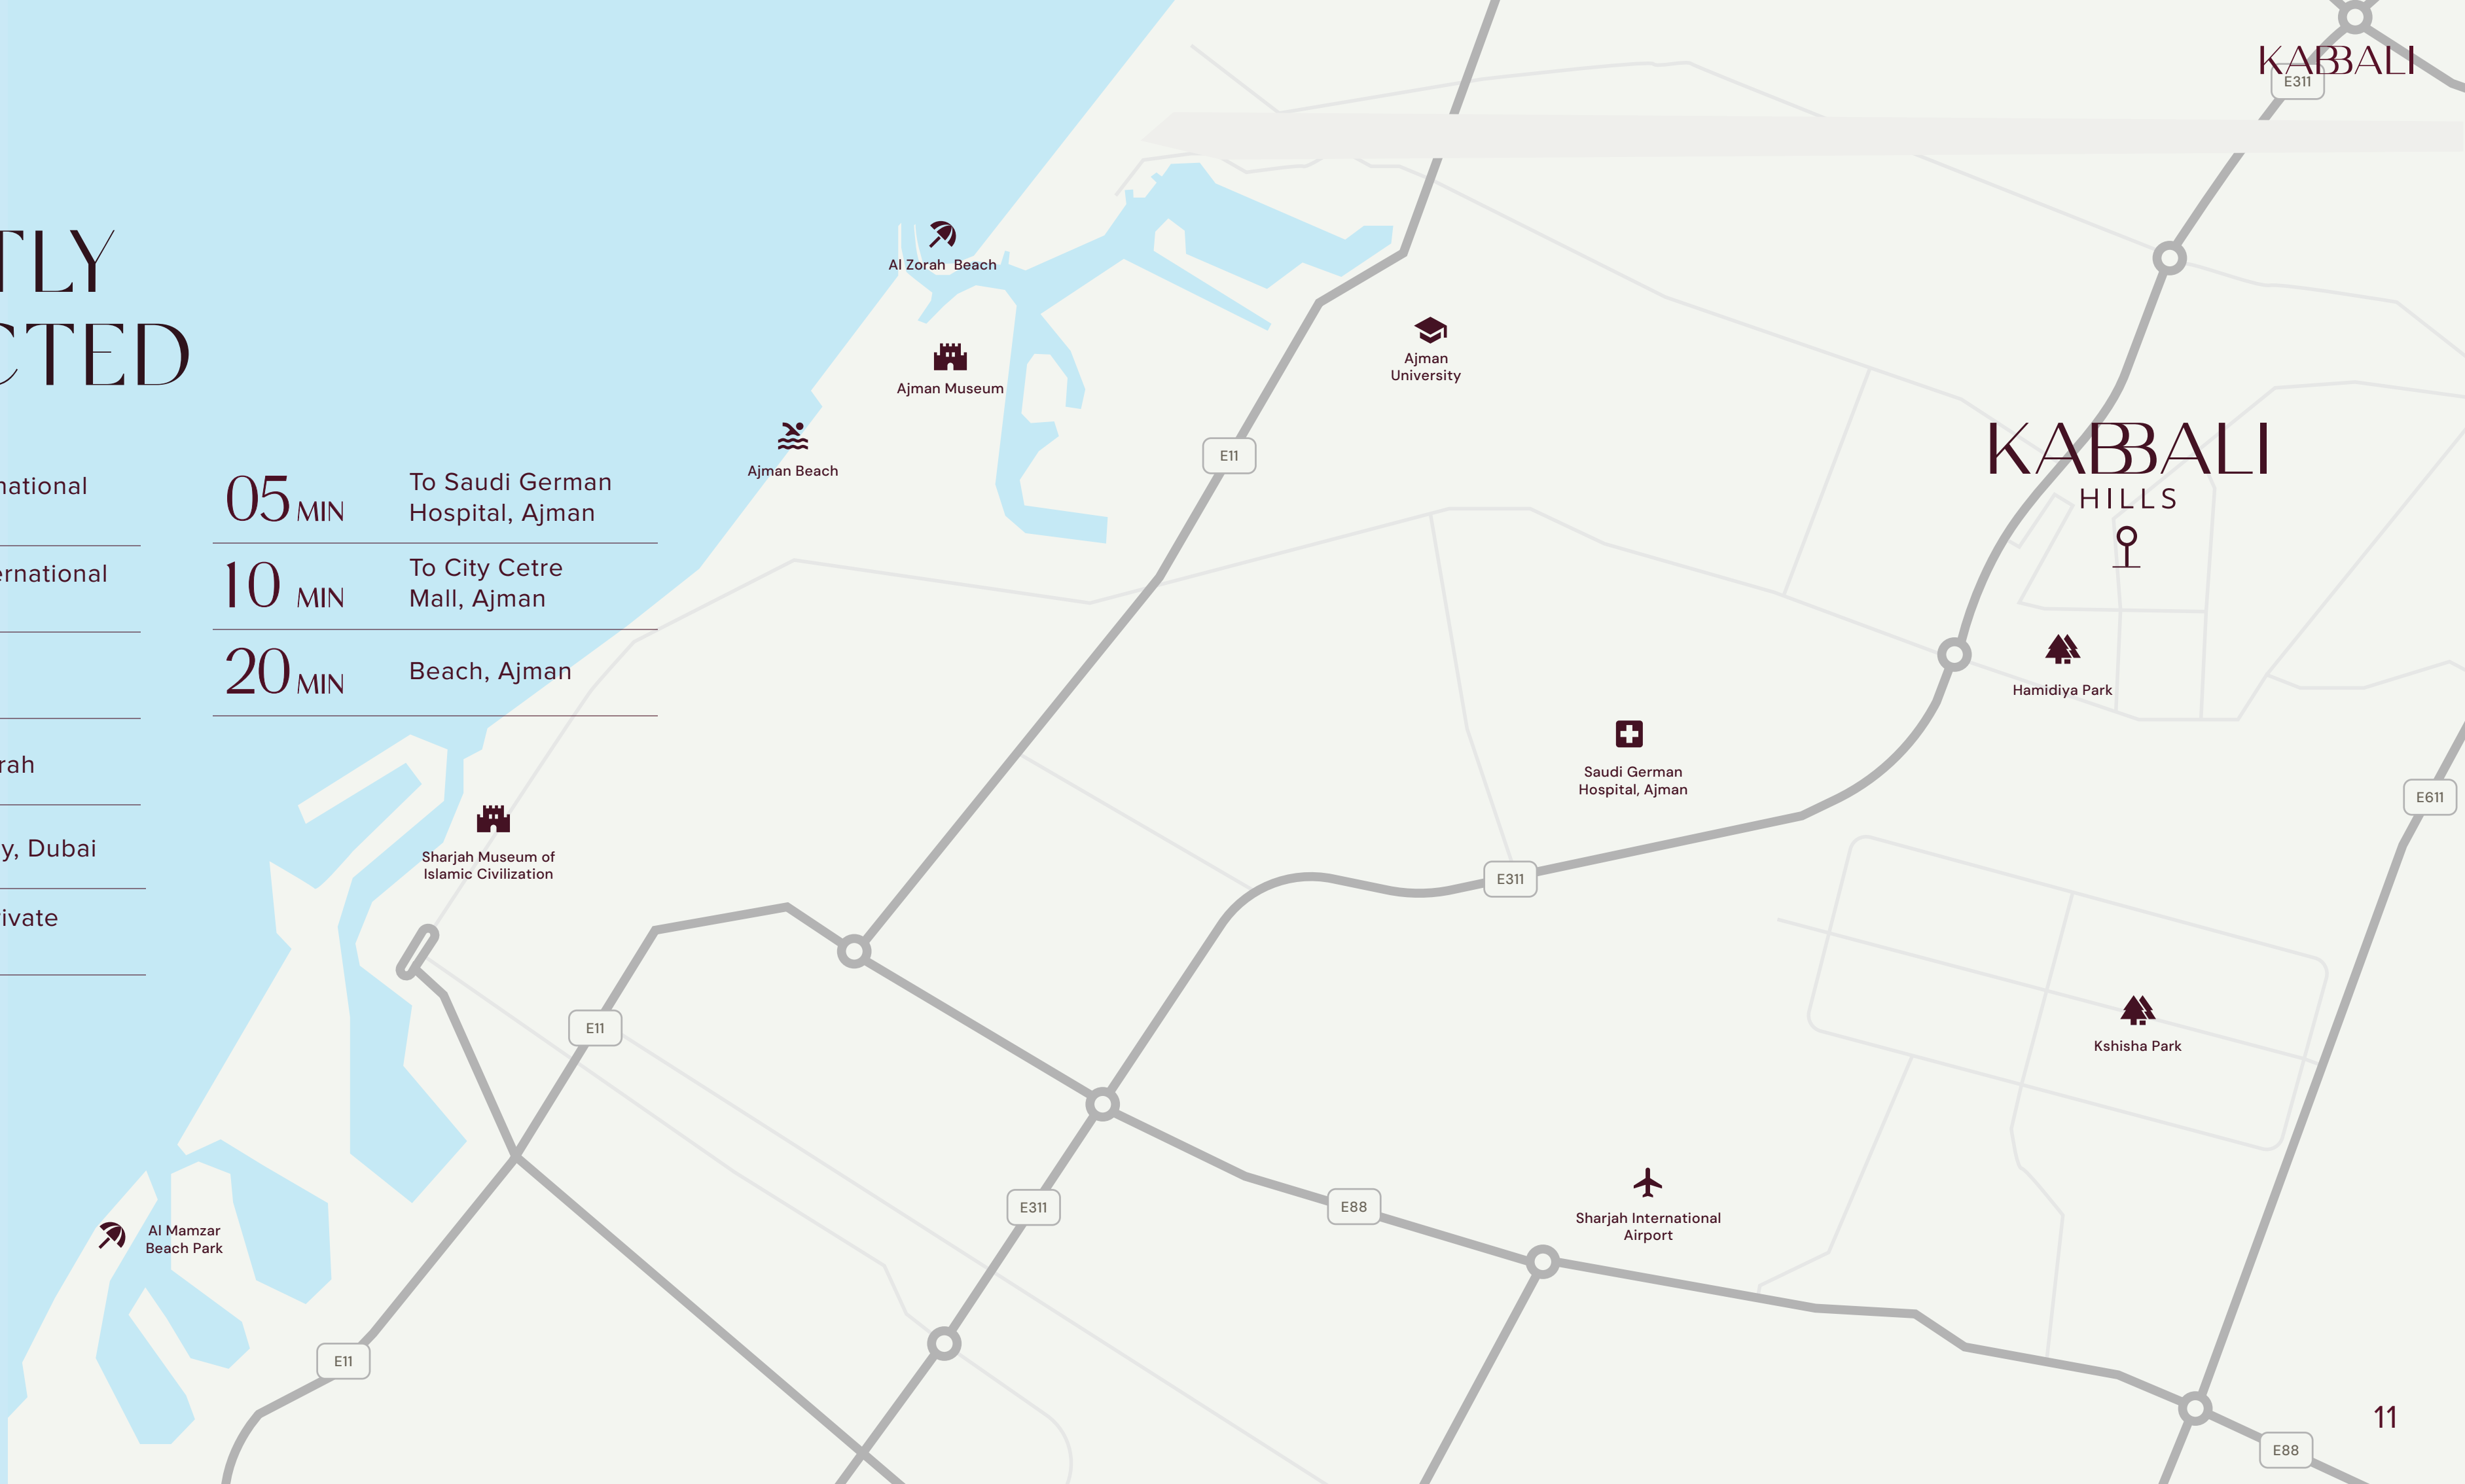 KABBALI
E311
TLY
CTED
national
ernational
rah
y, Dubai
ivate
05 MIN
To Saudi German
Hospital, Ajman
10 MIN
To City Cetre
Mall, Ajman
20 MIN
Beach, Ajman
Al Zorah Beach
Ajman Museum
Ajman Beach
Ajman
University
E11
KABBALI
HILLS
Hamidiya Park
Saudi German
Hospital, Ajman
E611
E311
Sharjah Museum of
Islamic Civilization
E11
Kshisha Park
E311
E88
Sharjah International
Airport
Al Mamzar
Beach Park
E11
11
E88